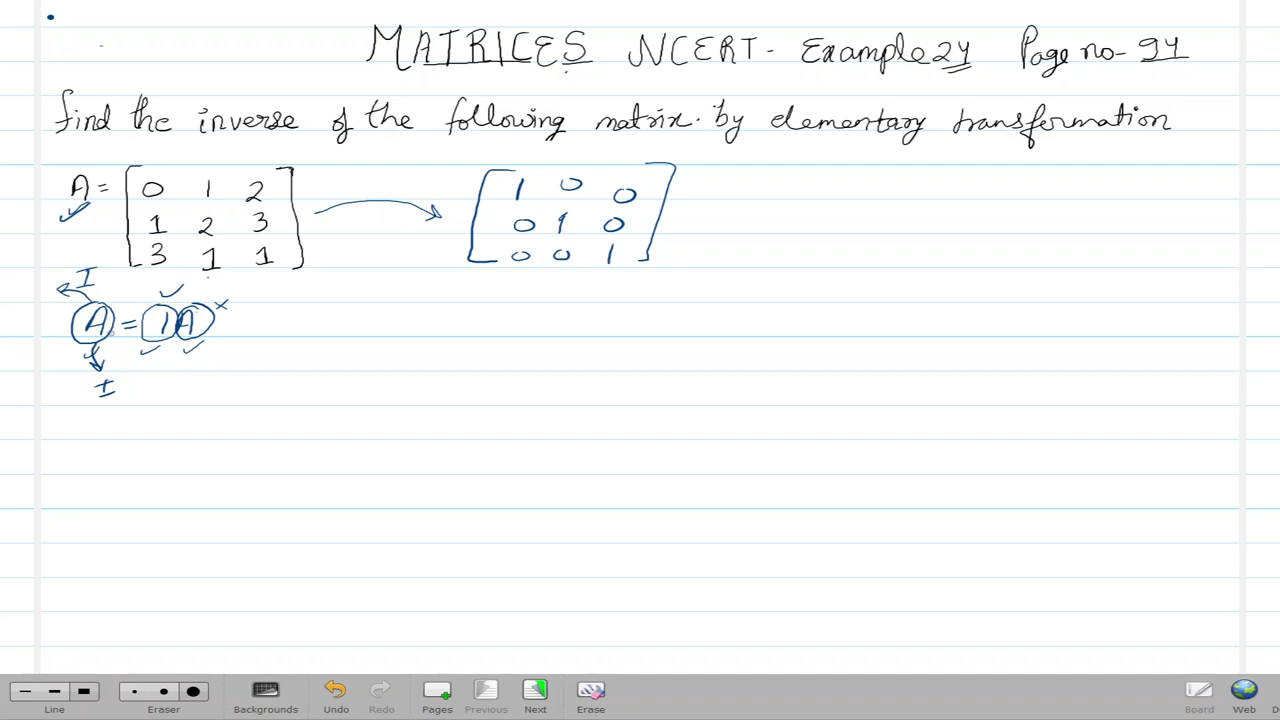 MATRICES NCERT - Example 24 Page no - 94
find the inverse of the following matrix. by elementary transformation
A = [ 0 1 2
1 2 3
3 1 1 ]
[ 1 0 0
0 1 0
0 0 1 ]
I
A = IA ×
I
Line
Eraser
Backgrounds
Undo
Redo
Pages
Previous
Next
Erase
Board
Web